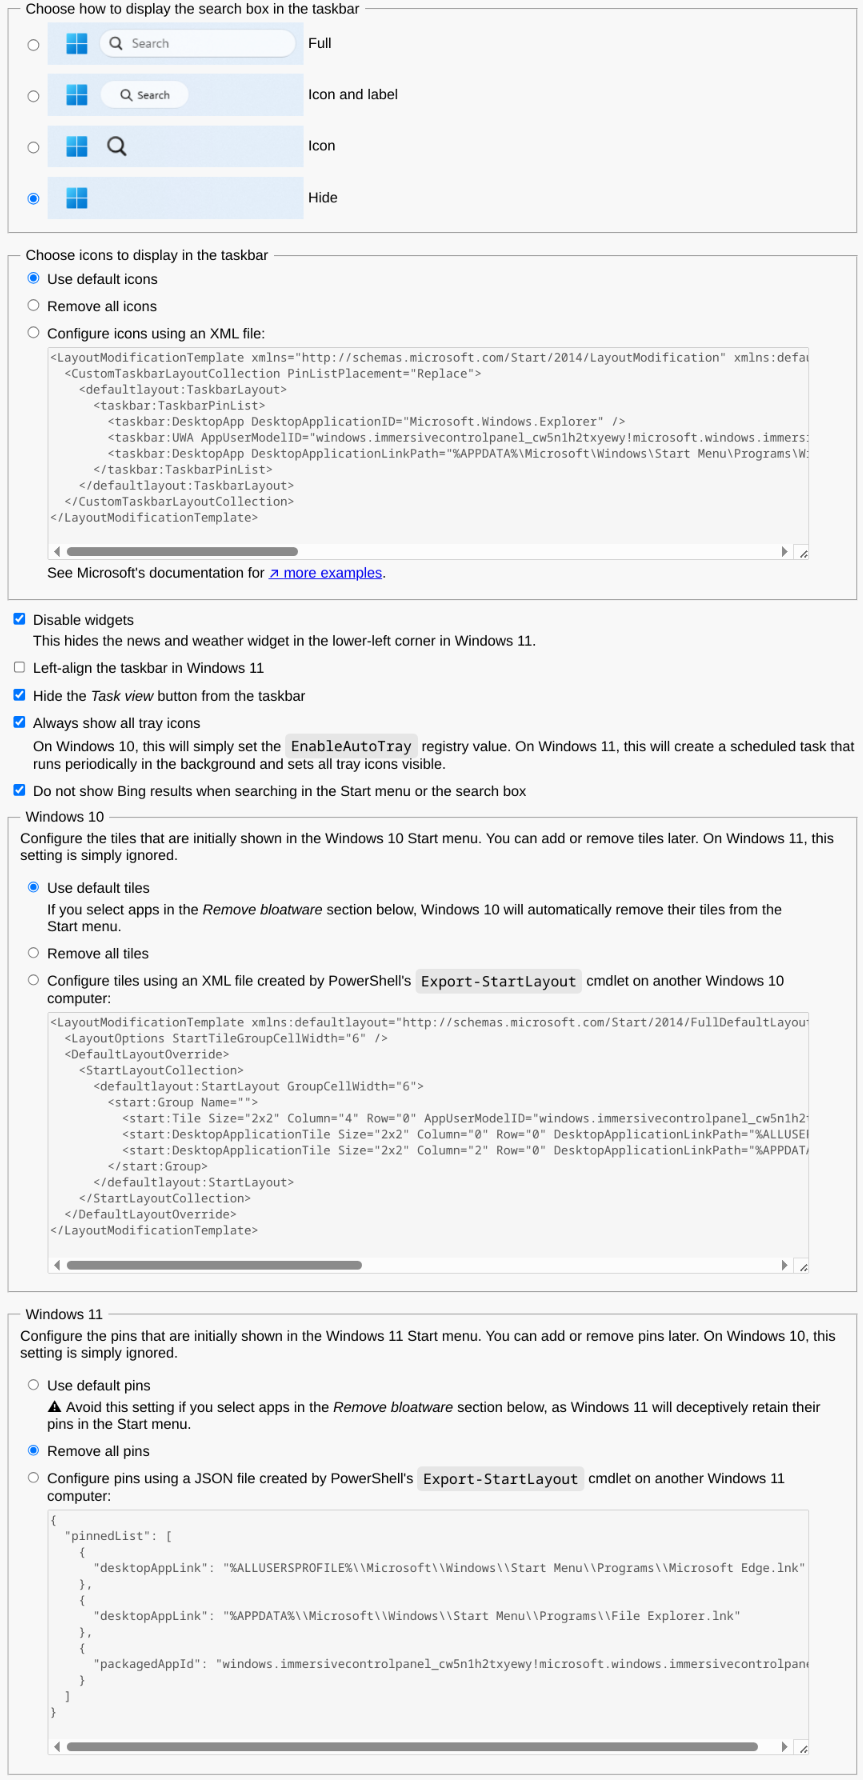 Choose how to display the search box in the taskbar
Search
Full
Search
Icon and label
Icon
Hide
Choose icons to display in the taskbar
Use default icons
Remove all icons
Configure icons using an XML file:
<LayoutModificationTemplate xmlns="http://schemas.microsoft.com/Start/2014/LayoutModification" xmlns:defau
  <CustomTaskbarLayoutCollection PinListPlacement="Replace">
    <defaultlayout:TaskbarLayout>
      <taskbar:TaskbarPinList>
        <taskbar:DesktopApp DesktopApplicationID="Microsoft.Windows.Explorer" />
        <taskbar:UWA AppUserModelID="windows.immersivecontrolpanel_cw5n1h2txyewy!microsoft.windows.immersi
        <taskbar:DesktopApp DesktopApplicationLinkPath="%APPDATA%\Microsoft\Windows\Start Menu\Programs\Wi
      </taskbar:TaskbarPinList>
    </defaultlayout:TaskbarLayout>
  </CustomTaskbarLayoutCollection>
</LayoutModificationTemplate>
See Microsoft's documentation for ↗ more examples.
Disable widgets
This hides the news and weather widget in the lower-left corner in Windows 11.
Left-align the taskbar in Windows 11
Hide the Task view button from the taskbar
Always show all tray icons
On Windows 10, this will simply set the EnableAutoTray registry value. On Windows 11, this will create a scheduled task that
runs periodically in the background and sets all tray icons visible.
Do not show Bing results when searching in the Start menu or the search box
Windows 10
Configure the tiles that are initially shown in the Windows 10 Start menu. You can add or remove tiles later. On Windows 11, this
setting is simply ignored.
Use default tiles
If you select apps in the Remove bloatware section below, Windows 10 will automatically remove their tiles from the
Start menu.
Remove all tiles
Configure tiles using an XML file created by PowerShell's Export-StartLayout cmdlet on another Windows 10
computer:
<LayoutModificationTemplate xmlns:defaultlayout="http://schemas.microsoft.com/Start/2014/FullDefaultLayout
  <LayoutOptions StartTileGroupCellWidth="6" />
  <DefaultLayoutOverride>
    <StartLayoutCollection>
      <defaultlayout:StartLayout GroupCellWidth="6">
        <start:Group Name="">
          <start:Tile Size="2x2" Column="4" Row="0" AppUserModelID="windows.immersivecontrolpanel_cw5n1h2t
          <start:DesktopApplicationTile Size="2x2" Column="0" Row="0" DesktopApplicationLinkPath="%ALLUSER
          <start:DesktopApplicationTile Size="2x2" Column="2" Row="0" DesktopApplicationLinkPath="%APPDATA
        </start:Group>
      </defaultlayout:StartLayout>
    </StartLayoutCollection>
  </DefaultLayoutOverride>
</LayoutModificationTemplate>
Windows 11
Configure the pins that are initially shown in the Windows 11 Start menu. You can add or remove pins later. On Windows 10, this
setting is simply ignored.
Use default pins
⚠ Avoid this setting if you select apps in the Remove bloatware section below, as Windows 11 will deceptively retain their
pins in the Start menu.
Remove all pins
Configure pins using a JSON file created by PowerShell's Export-StartLayout cmdlet on another Windows 11
computer:
{
  "pinnedList": [
    {
      "desktopAppLink": "%ALLUSERSPROFILE%\\Microsoft\\Windows\\Start Menu\\Programs\\Microsoft Edge.lnk"
    },
    {
      "desktopAppLink": "%APPDATA%\\Microsoft\\Windows\\Start Menu\\Programs\\File Explorer.lnk"
    },
    {
      "packagedAppId": "windows.immersivecontrolpanel_cw5n1h2txyewy!microsoft.windows.immersivecontrolpane
    }
  ]
}